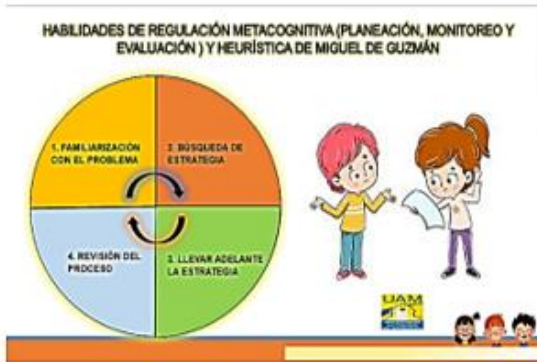 HABILIDADES DE REGULACIÓN METACOGNITIVA (PLANEACIÓN, MONITOREO Y
EVALUACIÓN ) Y HEURÍSTICA DE MIGUEL DE GUZMÁN
1. FAMILIARIZACIÓN
CON EL PROBLEMA
2. BÚSQUEDA DE
ESTRATEGIA
4. REVISIÓN DEL
PROCESO
3. LLEVAR ADELANTE
LA ESTRATEGIA
UAM